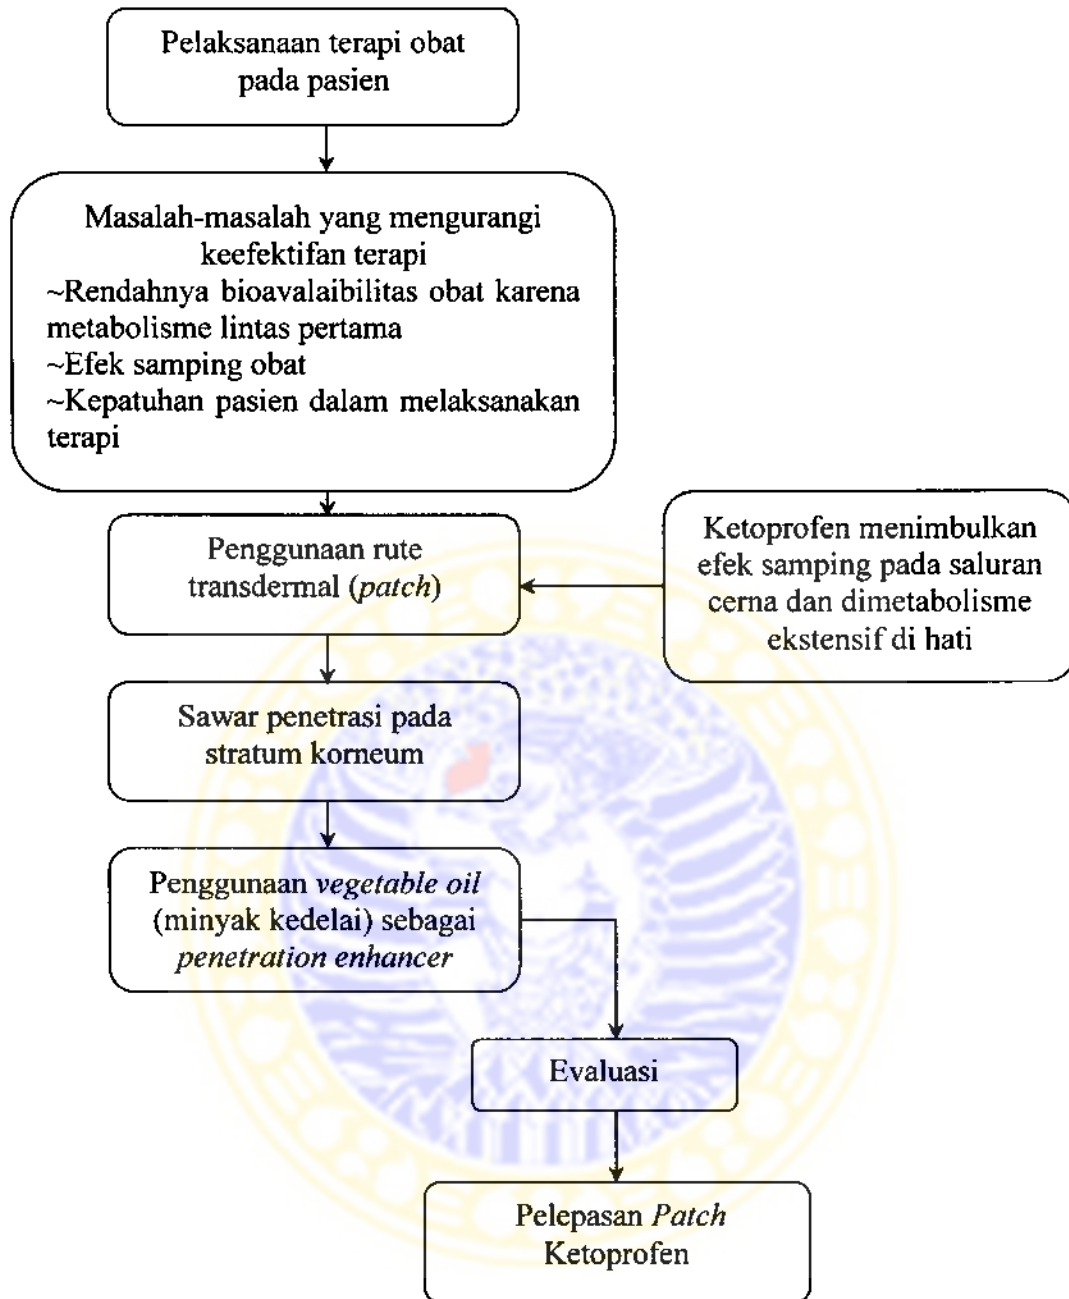 Pelaksanaan terapi obat
pada pasien
Masalah-masalah yang mengurangi
keefektifan terapi
~Rendahnya bioavalaibilitas obat karena
metabolisme lintas pertama
~Efek samping obat
~Kepatuhan pasien dalam melaksanakan
terapi
Penggunaan rute
transdermal (patch)
Ketoprofen menimbulkan
efek samping pada saluran
cerna dan dimetabolisme
ekstensif di hati
Sawar penetrasi pada
stratum korneum
Penggunaan vegetable oil
(minyak kedelai) sebagai
penetration enhancer
Evaluasi
Pelepasan Patch
Ketoprofen